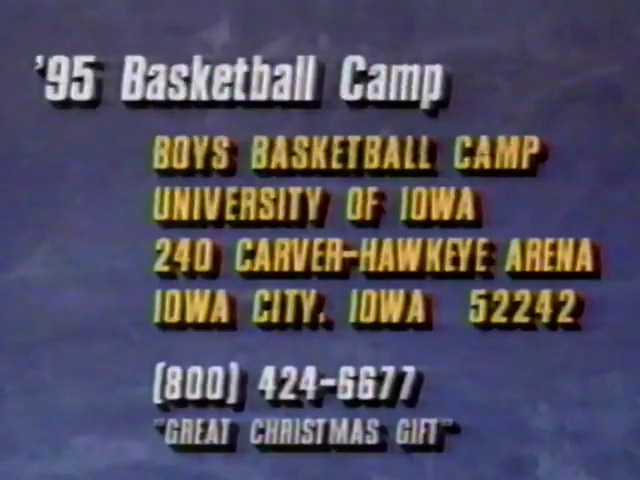 '95 Basketball Camp
BOYS BASKETBALL CAMP
UNIVERSITY OF IOWA
240 CARVER-HAWKEYE ARENA
IOWA CITY, IOWA 52242
(800) 424-6677
"GREAT CHRISTMAS GIFT"